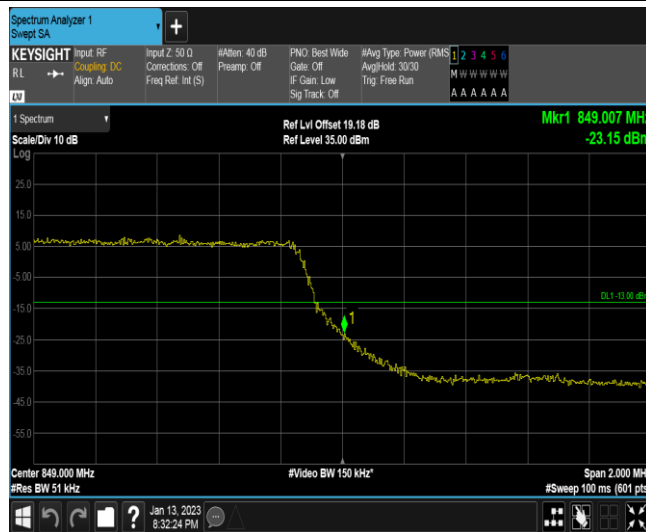 Spectrum Analyzer 1
Swept SA
+
KEYSIGHT
RL
LXI
Input: RF
Coupling: DC
Align: Auto
Input Z: 50 Ω
Corrections: Off
Freq Ref: Int (S)
#Atten: 40 dB
Preamp: Off
PNO: Best Wide
Gate: Off
IF Gain: Low
Sig Track: Off
#Avg Type: Power (RMS
Avg|Hold: 30/30
Trig: Free Run
1 2 3 4 5 6
M W W W W W
A A A A A A
1 Spectrum
Scale/Div 10 dB
Log
Ref Lvl Offset 19.18 dB
Ref Level 35.00 dBm
Mkr1 849.007 MHz
-23.15 dBm
25.0
15.0
5.00
-5.00
-15.0
-25.0
-35.0
-45.0
-55.0
DL1 -13.00 dB
1
Center 849.000 MHz
#Res BW 51 kHz
#Video BW 150 kHz*
Span 2.000 MH
#Sweep 100 ms (601 pts
?
Jan 13, 2023
8:32:24 PM